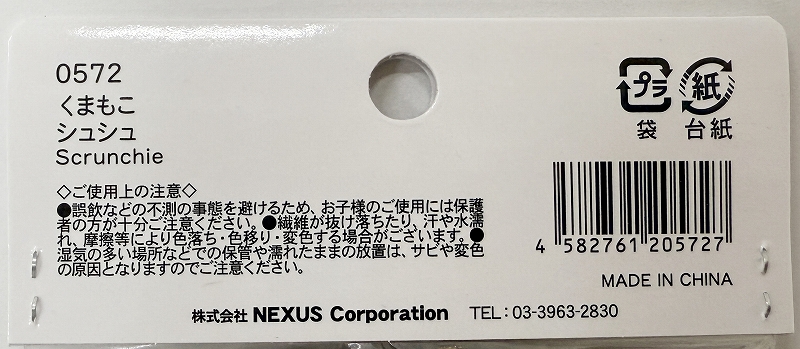 0572
くまもこ
シュシュ
Scrunchie
プラ
袋
紙
台紙
◇ご使用上の注意◇
●誤飲などの不測の事態を避けるため、お子様のご使用には保護
者の方が十分ご注意ください。●繊維が抜け落ちたり、汗や水濡
れ、摩擦等により色落ち・色移り・変色する場合がございます。●
湿気の多い場所などでの保管や濡れたままの放置は、サビや変色
の原因となりますのでご注意ください。
4 582761 205727
MADE IN CHINA
株式会社 NEXUS Corporation TEL:03-3963-2830